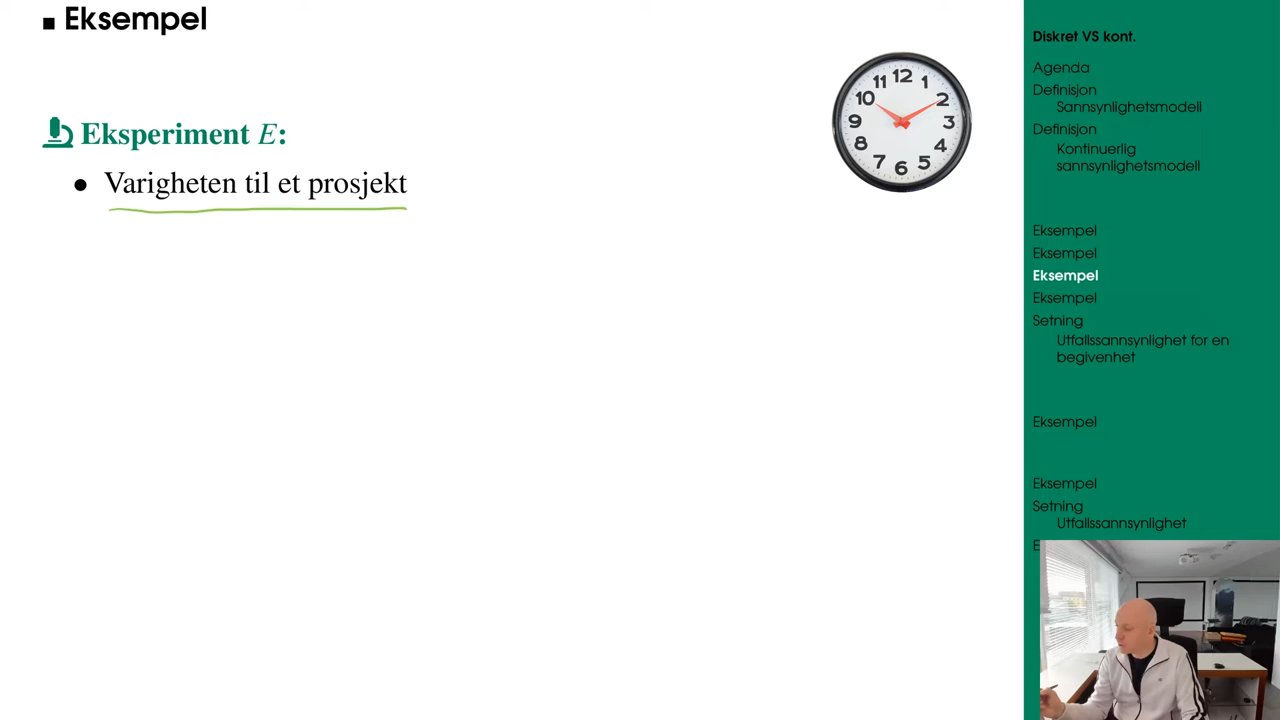 Eksempel
Eksperiment E:
Varigheten til et prosjekt
12
1
2
3
4
5
6
7
8
9
10
11
Diskret VS kont.
Agenda
Definisjon
Sannsynlighetsmodell
Definisjon
Kontinuerlig
sannsynlighetsmodell
Eksempel
Eksempel
Eksempel
Eksempel
Setning
Utfallssannsynlighet for en
begivenhet
Eksempel
Eksempel
Setning
Utfallssannsynlighet